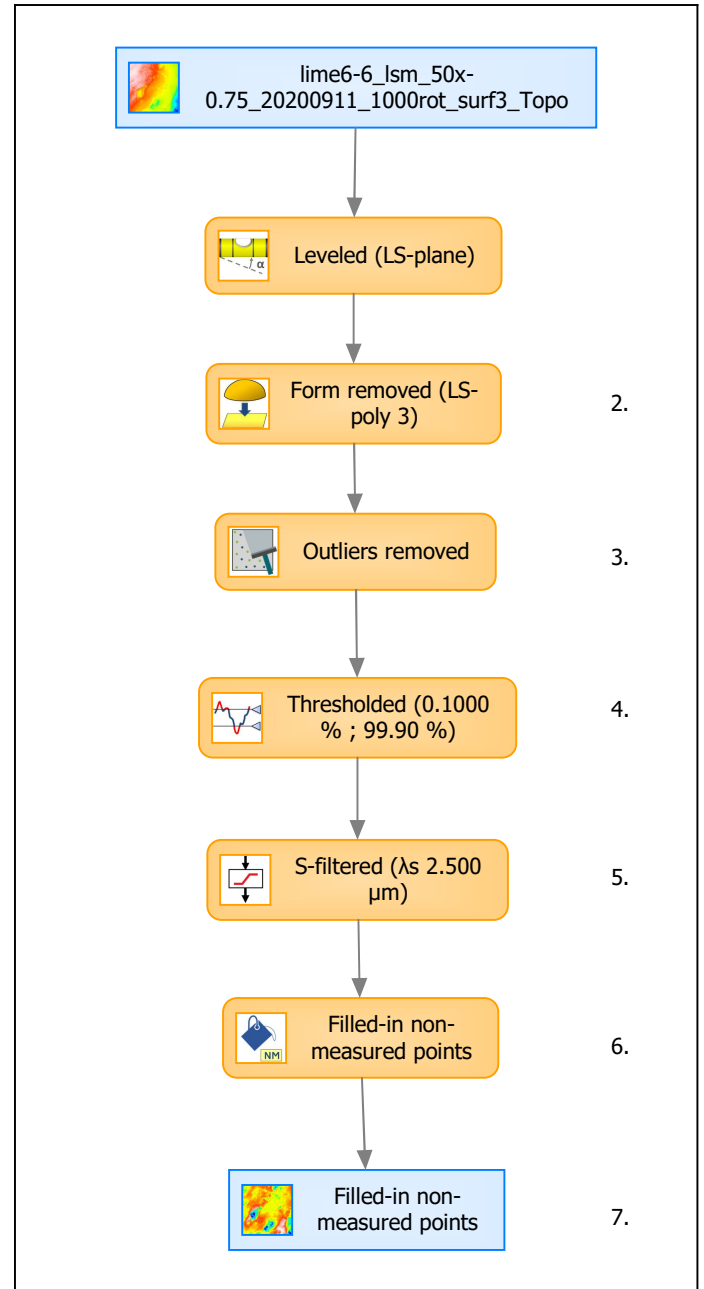 lime6-6_lsm_50x-
0.75_20200911_1000rot_surf3_Topo
α
Leveled (LS-plane)
Form removed (LS-
poly 3)
2.
Outliers removed
3.
Thresholded (0.1000
% ; 99.90 %)
4.
S-filtered (λs 2.500
µm)
5.
NM
Filled-in non-
measured points
6.
Filled-in non-
measured points
7.